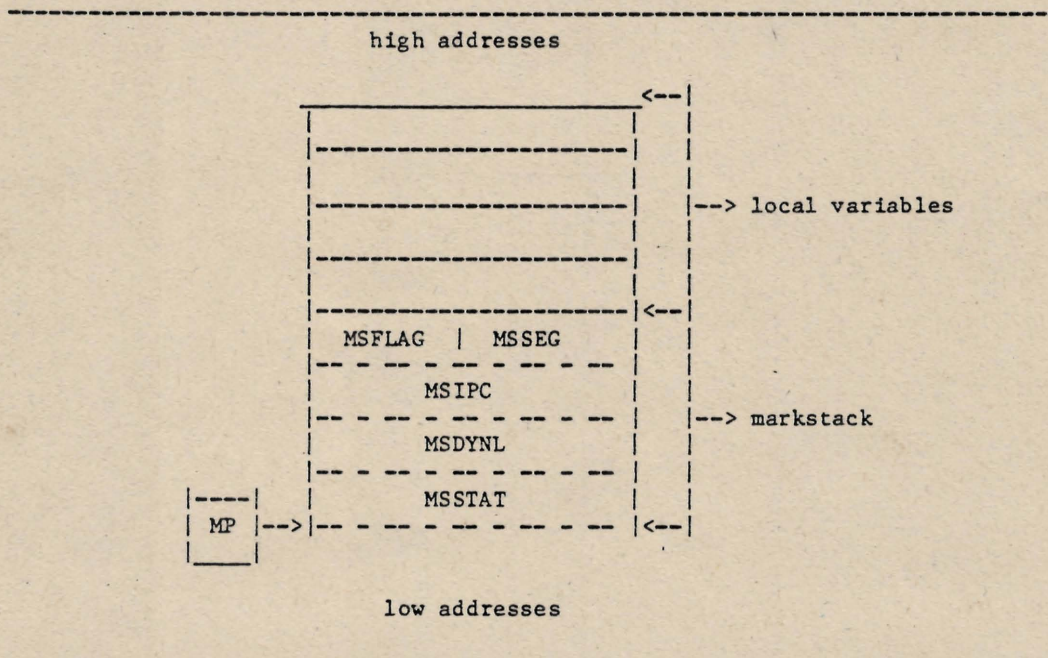 high addresses
local variables
MSFLAG | MSSEG
MSIPC
markstack
MSDYNL
MSSTAT
MP
low addresses